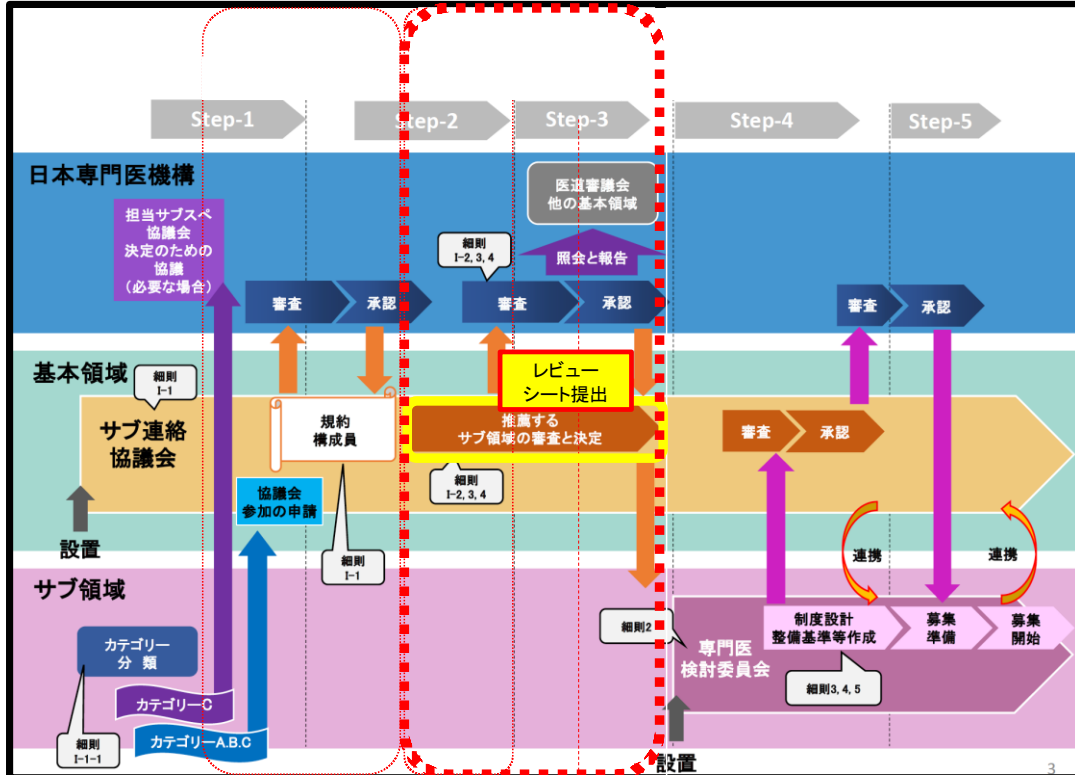 Step-1
Step-2
Step-3
Step-4
Step-5
日本専門医機構
担当サブスペ
協議会
決定のための
協議
(必要な場合)
医道審議会
他の基本領域
細則
I-2, 3, 4
照会と報告
審査
承認
審査
承認
審査
承認
基本領域
細則
I-1
サブ連絡
協議会
規約
構成員
レビュー
シート提出
推薦する
サブ領域の審査と決定
審査
承認
細則
I-2, 3, 4
協議会
参加の申請
設置
細則
I-1
連携
連携
サブ領域
カテゴリー
分 類
カテゴリーC
カテゴリーA.B.C
細則
I-1-1
細則2
専門医
検討委員会
制度設計
整備基準等作成
募集
準備
募集
開始
細則3, 4, 5
設置
3